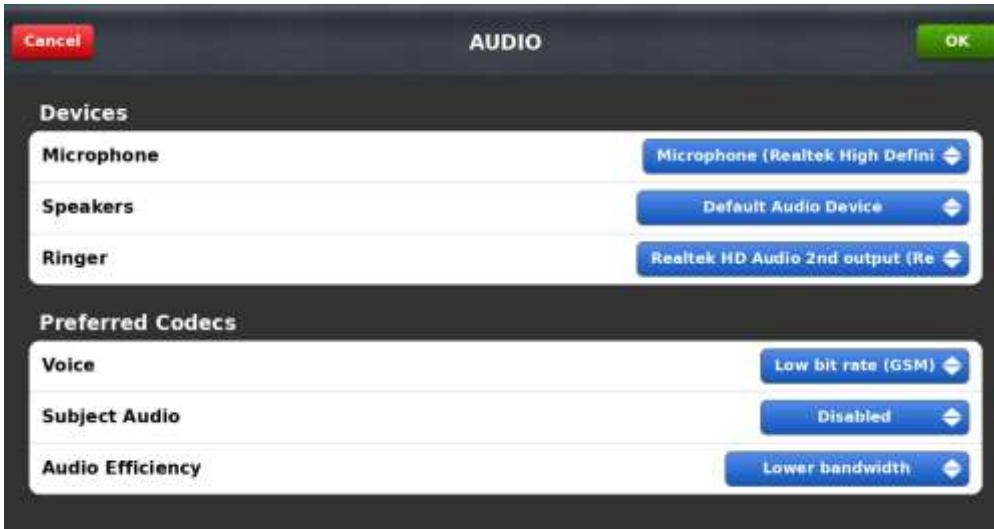 Cancel AUDIO OK
Devices
Microphone Microphone (Realtek High Defini
Speakers Default Audio Device
Ringer Realtek HD Audio 2nd output (Re
Preferred Codecs
Voice Low bit rate (GSM)
Subject Audio Disabled
Audio Efficiency Lower bandwidth